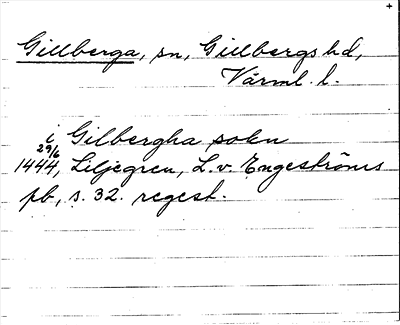 Gillberga, sn, Gillbergs hd,
Värml. l.
i Gilbergha sokn
29/6
1444, Liljegren, L. v. Engeströms
pb, s. 32. regest.